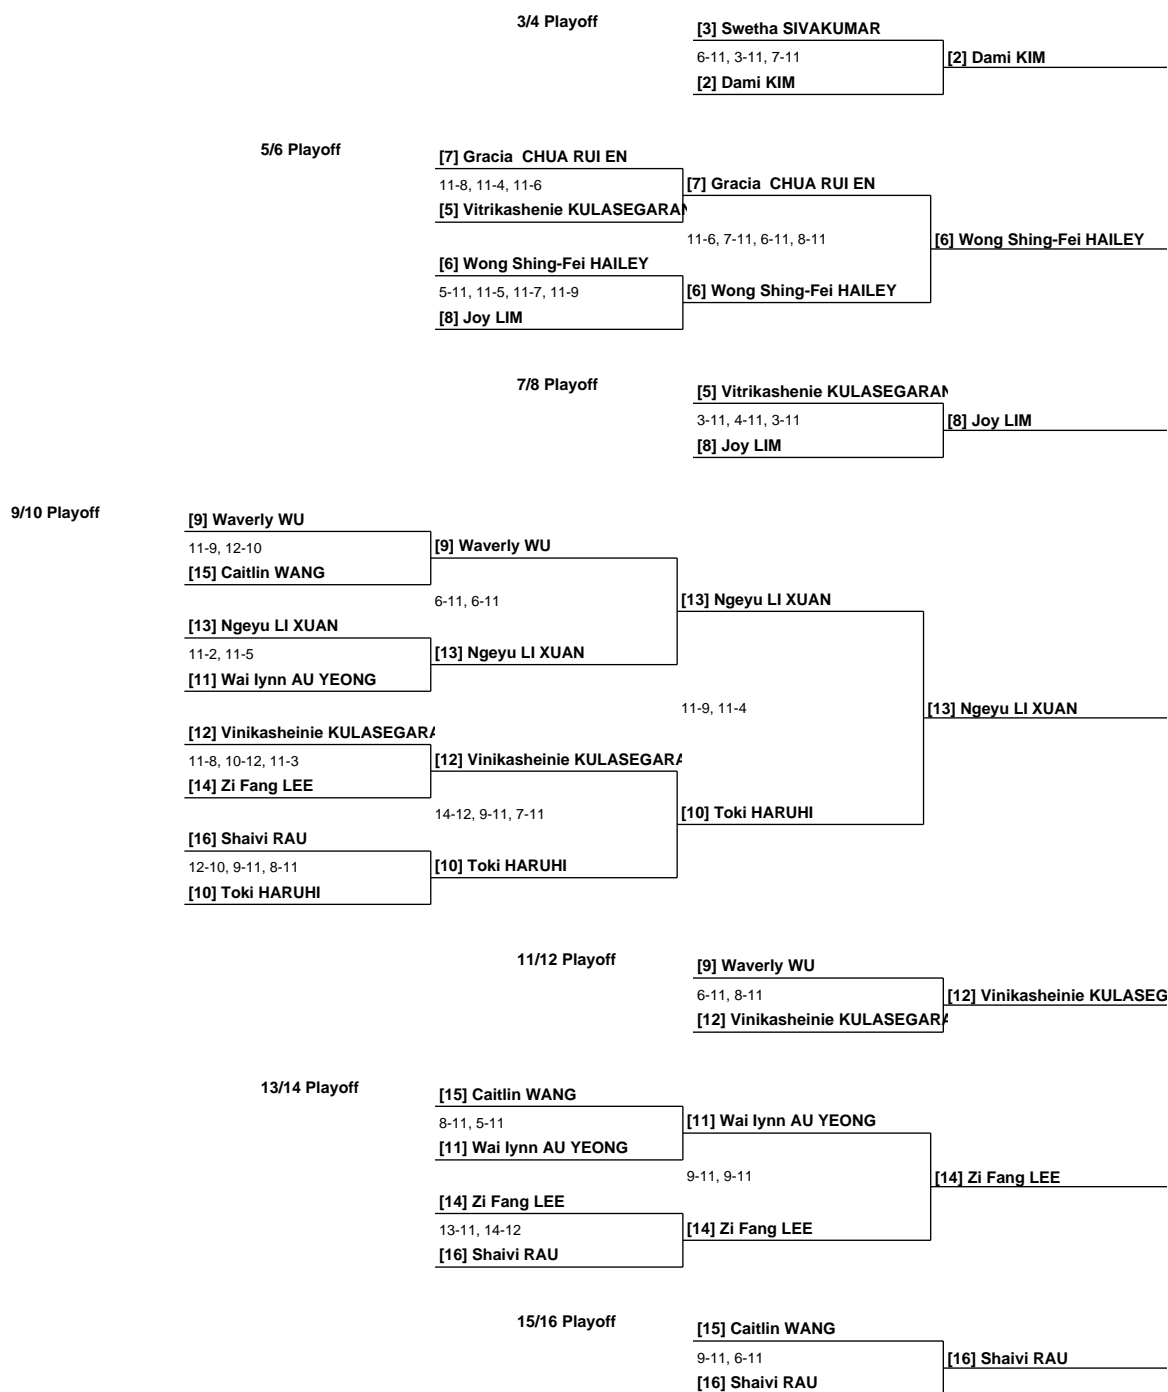 3/4 Playoff
[3] Swetha SIVAKUMAR
6-11, 3-11, 7-11
[2] Dami KIM
[2] Dami KIM
5/6 Playoff
[7] Gracia  CHUA RUI EN
11-8, 11-4, 11-6
[7] Gracia  CHUA RUI EN
[5] Vitrikashenie KULASEGARAN
11-6, 7-11, 6-11, 8-11
[6] Wong Shing-Fei HAILEY
[6] Wong Shing-Fei HAILEY
5-11, 11-5, 11-7, 11-9
[6] Wong Shing-Fei HAILEY
[8] Joy LIM
7/8 Playoff
[5] Vitrikashenie KULASEGARAN
3-11, 4-11, 3-11
[8] Joy LIM
[8] Joy LIM
9/10 Playoff
[9] Waverly WU
11-9, 12-10
[9] Waverly WU
[15] Caitlin WANG
6-11, 6-11
[13] Ngeyu LI XUAN
[13] Ngeyu LI XUAN
11-2, 11-5
[13] Ngeyu LI XUAN
[11] Wai Iynn AU YEONG
11-9, 11-4
[13] Ngeyu LI XUAN
[12] Vinikasheinie KULASEGARA
11-8, 10-12, 11-3
[12] Vinikasheinie KULASEGARA
[14] Zi Fang LEE
14-12, 9-11, 7-11
[10] Toki HARUHI
[16] Shaivi RAU
12-10, 9-11, 8-11
[10] Toki HARUHI
[10] Toki HARUHI
11/12 Playoff
[9] Waverly WU
6-11, 8-11
[12] Vinikasheinie KULASEG
[12] Vinikasheinie KULASEGARA
13/14 Playoff
[15] Caitlin WANG
8-11, 5-11
[11] Wai Iynn AU YEONG
[11] Wai Iynn AU YEONG
9-11, 9-11
[14] Zi Fang LEE
[14] Zi Fang LEE
13-11, 14-12
[14] Zi Fang LEE
[16] Shaivi RAU
15/16 Playoff
[15] Caitlin WANG
9-11, 6-11
[16] Shaivi RAU
[16] Shaivi RAU